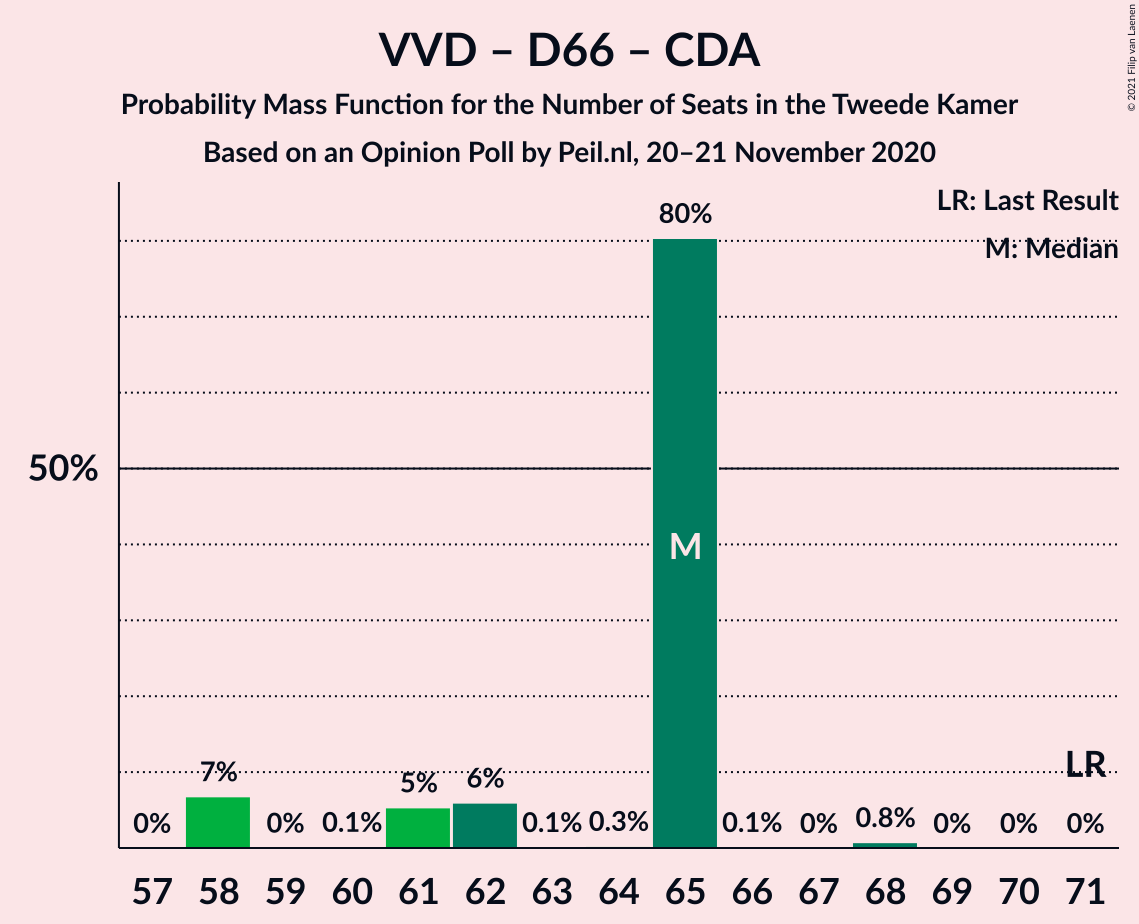 VVD – D66 – CDA
Probability Mass Function for the Number of Seats in the Tweede Kamer
Based on an Opinion Poll by Peil.nl, 20–21 November 2020
© 2021 Filip van Laenen
LR: Last Result
M: Median
80%
50%
M
LR
7%
5%
6%
0%
0%
0.1%
0.1%
0.3%
0.1%
0%
0.8%
0%
0%
0%
57 58 59 60 61 62 63 64 65 66 67 68 69 70 71